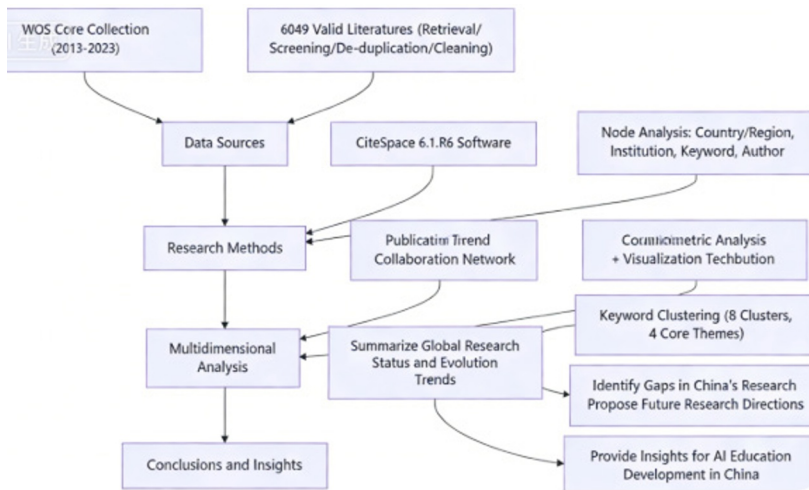 WOS Core Collection
(2013-2023)
6049 Valid Literatures (Retrieval/
Screening/De-duplication/Cleaning)
Data Sources
CiteSpace 6.1.R6 Software
Node Analysis: Country/Region,
Institution, Keyword, Author
Research Methods
Collaboration Network
Analysis
+ Visualization Techbution
Keyword Clustering (8 Clusters,
4 Core Themes)
Multidimensional
Analysis
Summarize Global Research
Status and Evolution
Trends
Identify Gaps in China's Research
Propose Future Research Directions
Conclusions and Insights
Provide Insights for AI Education
Development in China